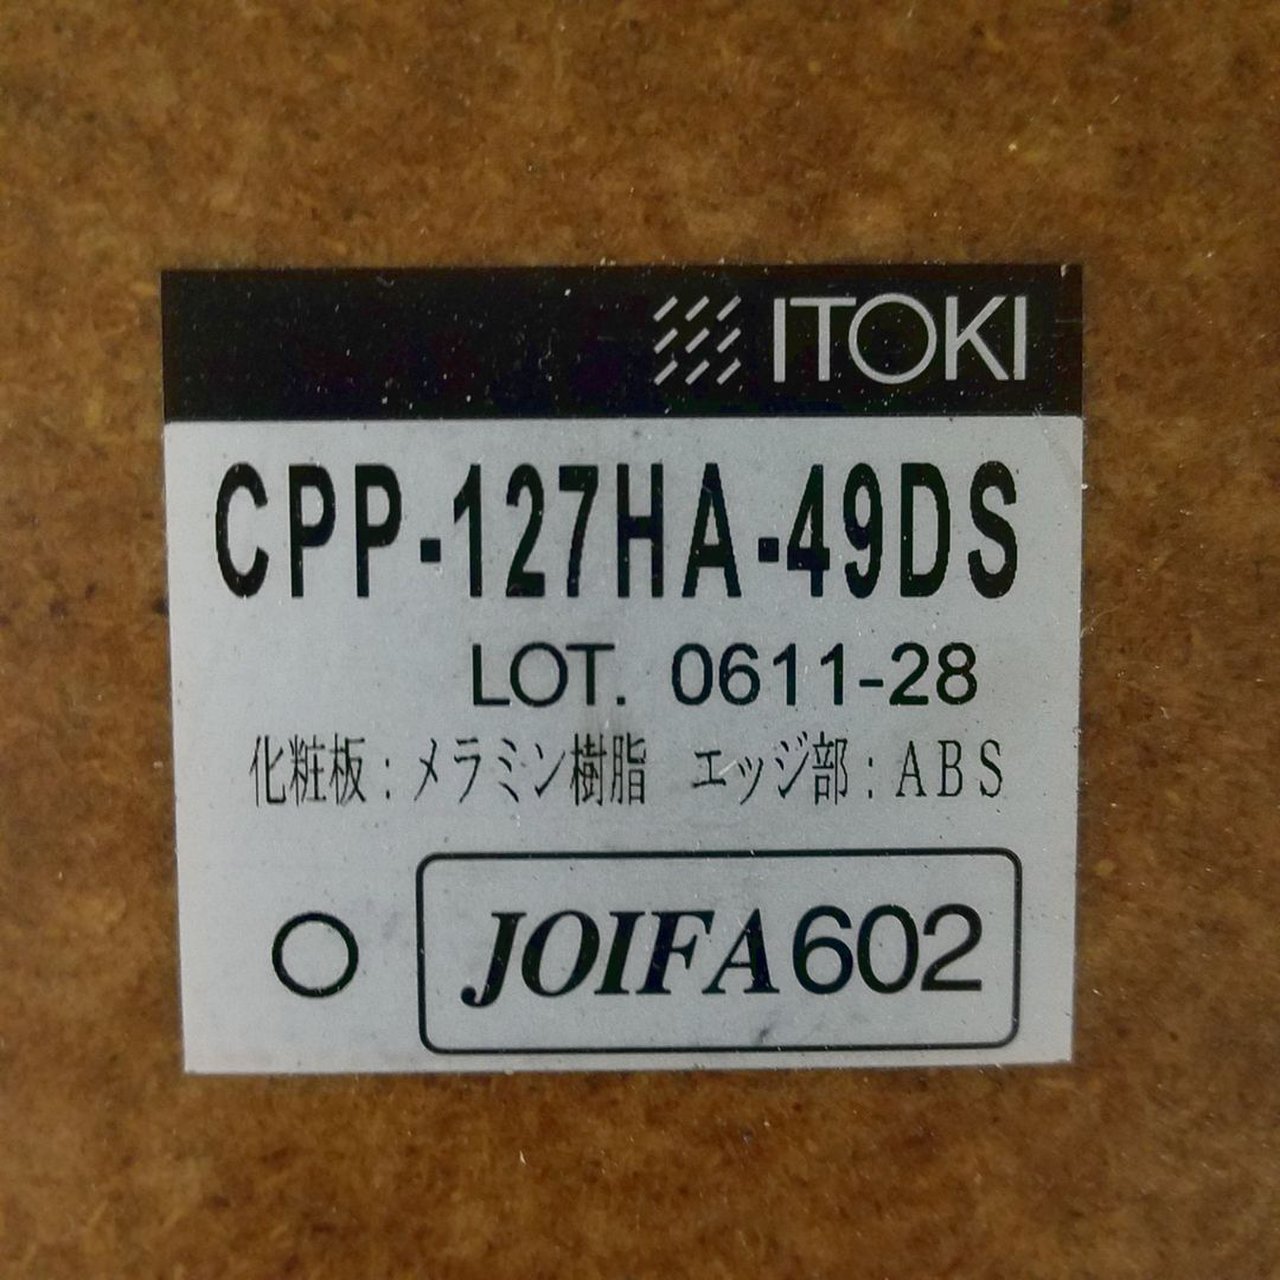 ITOKI
CPP-127HA-49DS
LOT. 0611-28
化粧板:メラミン樹脂 エッジ部:ABS
JOIFA602